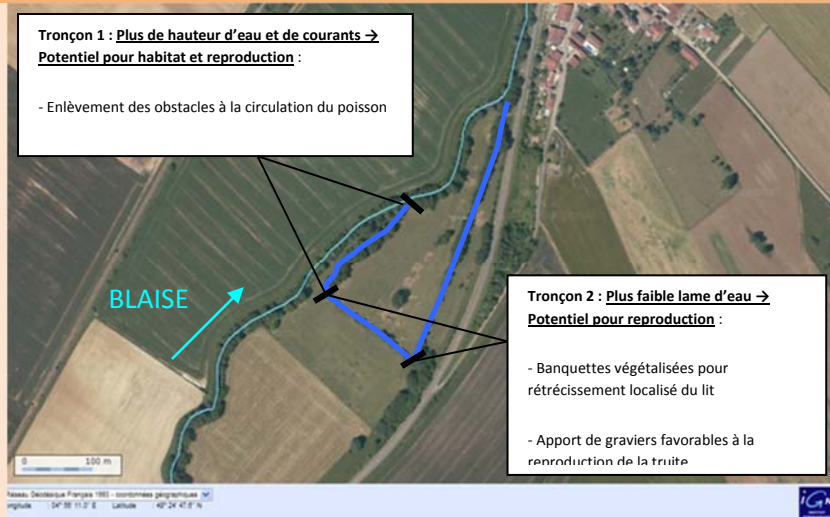 Tronçon 1 : Plus de hauteur d'eau et de courants →
Potentiel pour habitat et reproduction :
- Enlèvement des obstacles à la circulation du poisson
BLAISE
Tronçon 2 : Plus faible lame d'eau →
Potentiel pour reproduction :
- Banquettes végétalisées pour
rétrécissement localisé du lit
- Apport de graviers favorables à la
reproduction de la truite
0 100 m
Réseau Géodésique Français 1993 - coordonnées géographiques
Longitude : Latitude :